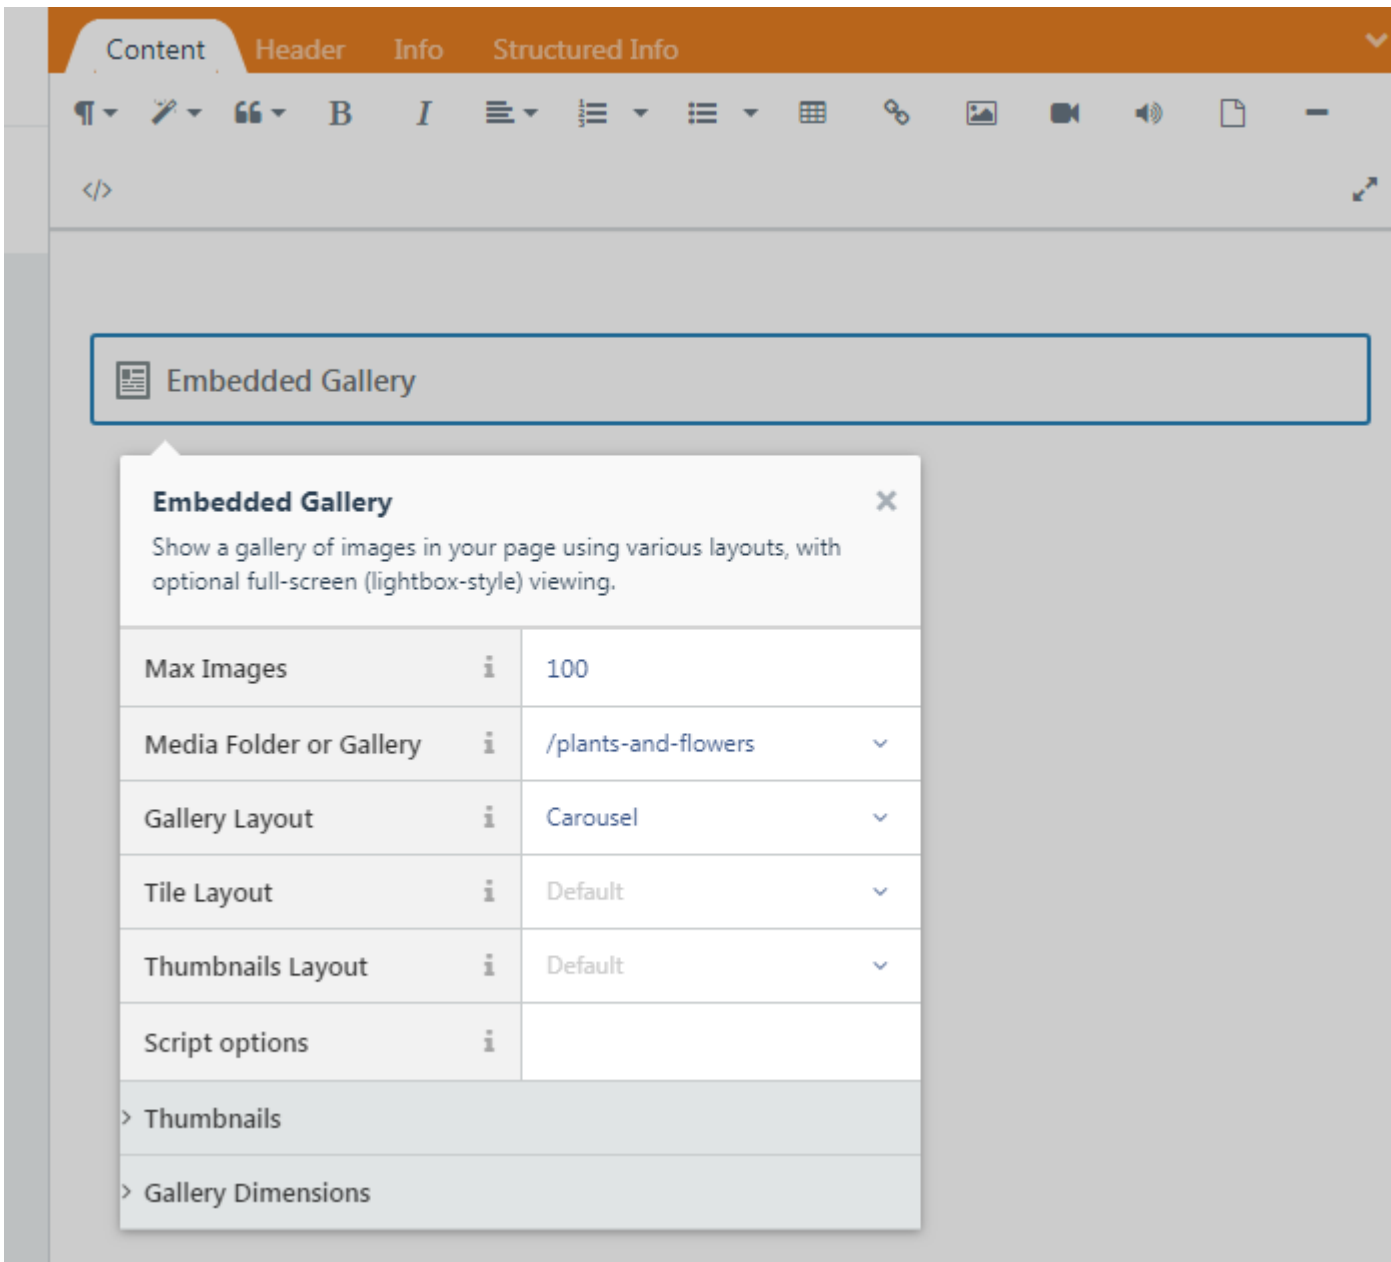 Content Header Info Structured Info
¶ “ B I
</>
Embedded Gallery
Embedded Gallery
Show a gallery of images in your page using various layouts, with
optional full-screen (lightbox-style) viewing.
Max Images i 100
Media Folder or Gallery i /plants-and-flowers
Gallery Layout i Carousel
Tile Layout i Default
Thumbnails Layout i Default
Script options i
> Thumbnails
> Gallery Dimensions